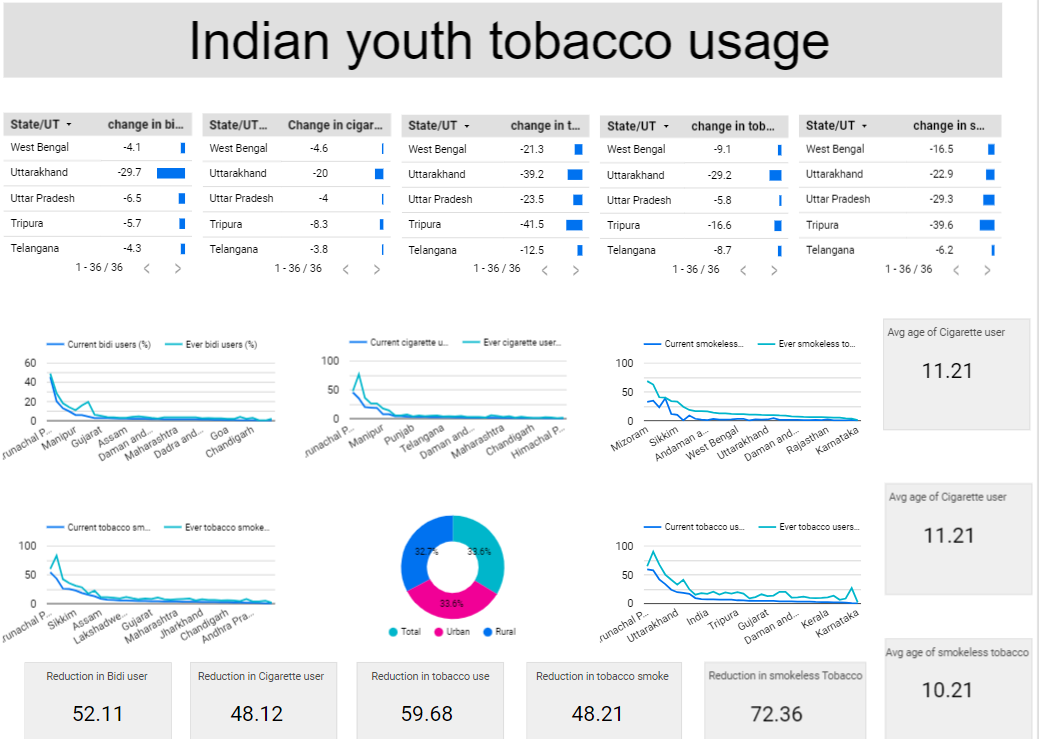 Indian youth tobacco usage
State/UT change in bi...
West Bengal -4.1
Uttarakhand -29.7
Uttar Pradesh -6.5
Tripura -5.7
Telangana -4.3
1 - 36 / 36
State/UT... Change in cigar...
West Bengal -4.6
Uttarakhand -20
Uttar Pradesh -4
Tripura -8.3
Telangana -3.8
1 - 36 / 36
State/UT change in t...
West Bengal -21.3
Uttarakhand -39.2
Uttar Pradesh -23.5
Tripura -41.5
Telangana -12.5
1 - 36 / 36
State/UT change in tob...
West Bengal -9.1
Uttarakhand -29.2
Uttar Pradesh -5.8
Tripura -16.6
Telangana -8.7
1 - 36 / 36
State/UT change in s...
West Bengal -16.5
Uttarakhand -22.9
Uttar Pradesh -29.3
Tripura -39.6
Telangana -6.2
1 - 36 / 36
Current bidi users (%) Ever bidi users (%)
60
40
20
0
runachal P... Manipur Gujarat Assam Daman and... Maharashtra Dadra and... Goa Chandigarh
Current cigarette u... Ever cigarette user...
100
50
0
runachal P... Manipur Punjab Telangana Daman and... Maharashtra Chandigarh Himachal P...
Current smokeless... Ever smokeless to...
100
50
0
Mizoram Sikkim Andaman a... West Bengal Uttarakhand Daman and... Rajasthan Karnataka
Avg age of Cigarette user
11.21
Current tobacco sm... Ever tobacco smoke...
100
50
0
runachal P... Sikkim Assam Lakshadwe... Gujarat Maharashtra Jharkhand Chandigarh Andhra Pra...
32.7% 33.6%
33.6%
Total Urban Rural
Current tobacco us... Ever tobacco users...
100
50
0
runachal P... Uttarakhand India Tripura Gujarat Daman and... Kerala Karnataka
Avg age of Cigarette user
11.21
Avg age of smokeless tobacco
10.21
Reduction in Bidi user
52.11
Reduction in Cigarette user
48.12
Reduction in tobacco use
59.68
Reduction in tobacco smoke
48.21
Reduction in smokeless Tobacco
72.36